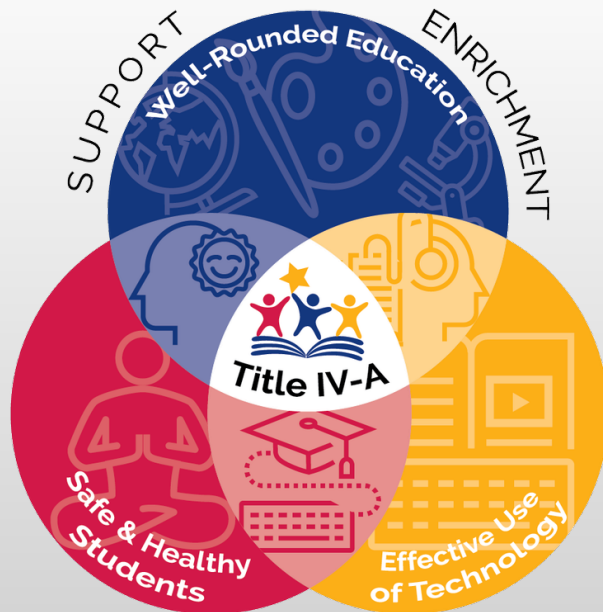 SUPPORT
ENRICHMENT
Well-Rounded Education
Title IV-A
Safe & Healthy
Students
Effective Use
of Technology